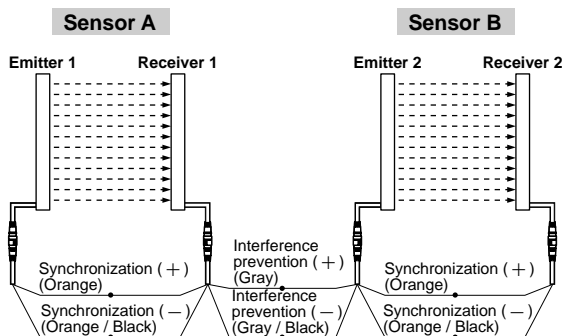 Sensor A
Sensor B
Emitter 1
Receiver 1
Emitter 2
Receiver 2
Synchronization (+)
(Orange)
Synchronization (−)
(Orange / Black)
Interference
prevention (+)
(Gray)
Interference
prevention (−)
(Gray / Black)
Synchronization (+)
(Orange)
Synchronization (−)
(Orange / Black)